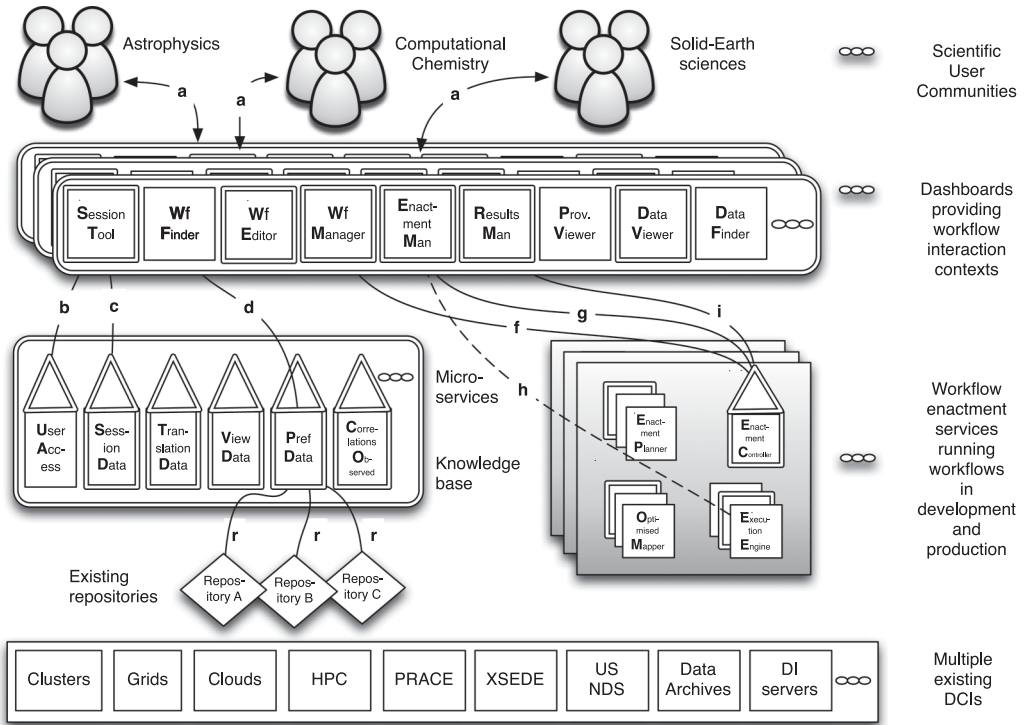 Astrophysics
Computational
Chemistry
Solid-Earth
sciences
Scientific
User
Communities
a
a
a
Session
Tool
Wf
Finder
Wf
Editor
Wf
Manager
Enact-
ment
Man
Results
Man
Prov.
Viewer
Data
Viewer
Data
Finder
Dashboards
providing
workflow
interaction
contexts
b
c
d
f
g
i
h
Micro-
services
User
Acc-
ess
Sess-
ion
Data
Tran-
slation
Data
View
Data
Pref
Data
Corre-
lations
Ob-
served
Knowledge
base
Enact-
ment
Planner
Enact-
ment
Controller
Opti-
mised
Mapper
Execu-
tion
Engine
Workflow
enactment
services
running
workflows
in
development
and
production
r
r
r
Existing
repositories
Repos-
itory A
Repos-
itory B
Repos-
itory C
Clusters
Grids
Clouds
HPC
PRACE
XSEDE
US
NDS
Data
Archives
DI
servers
Multiple
existing
DCIs